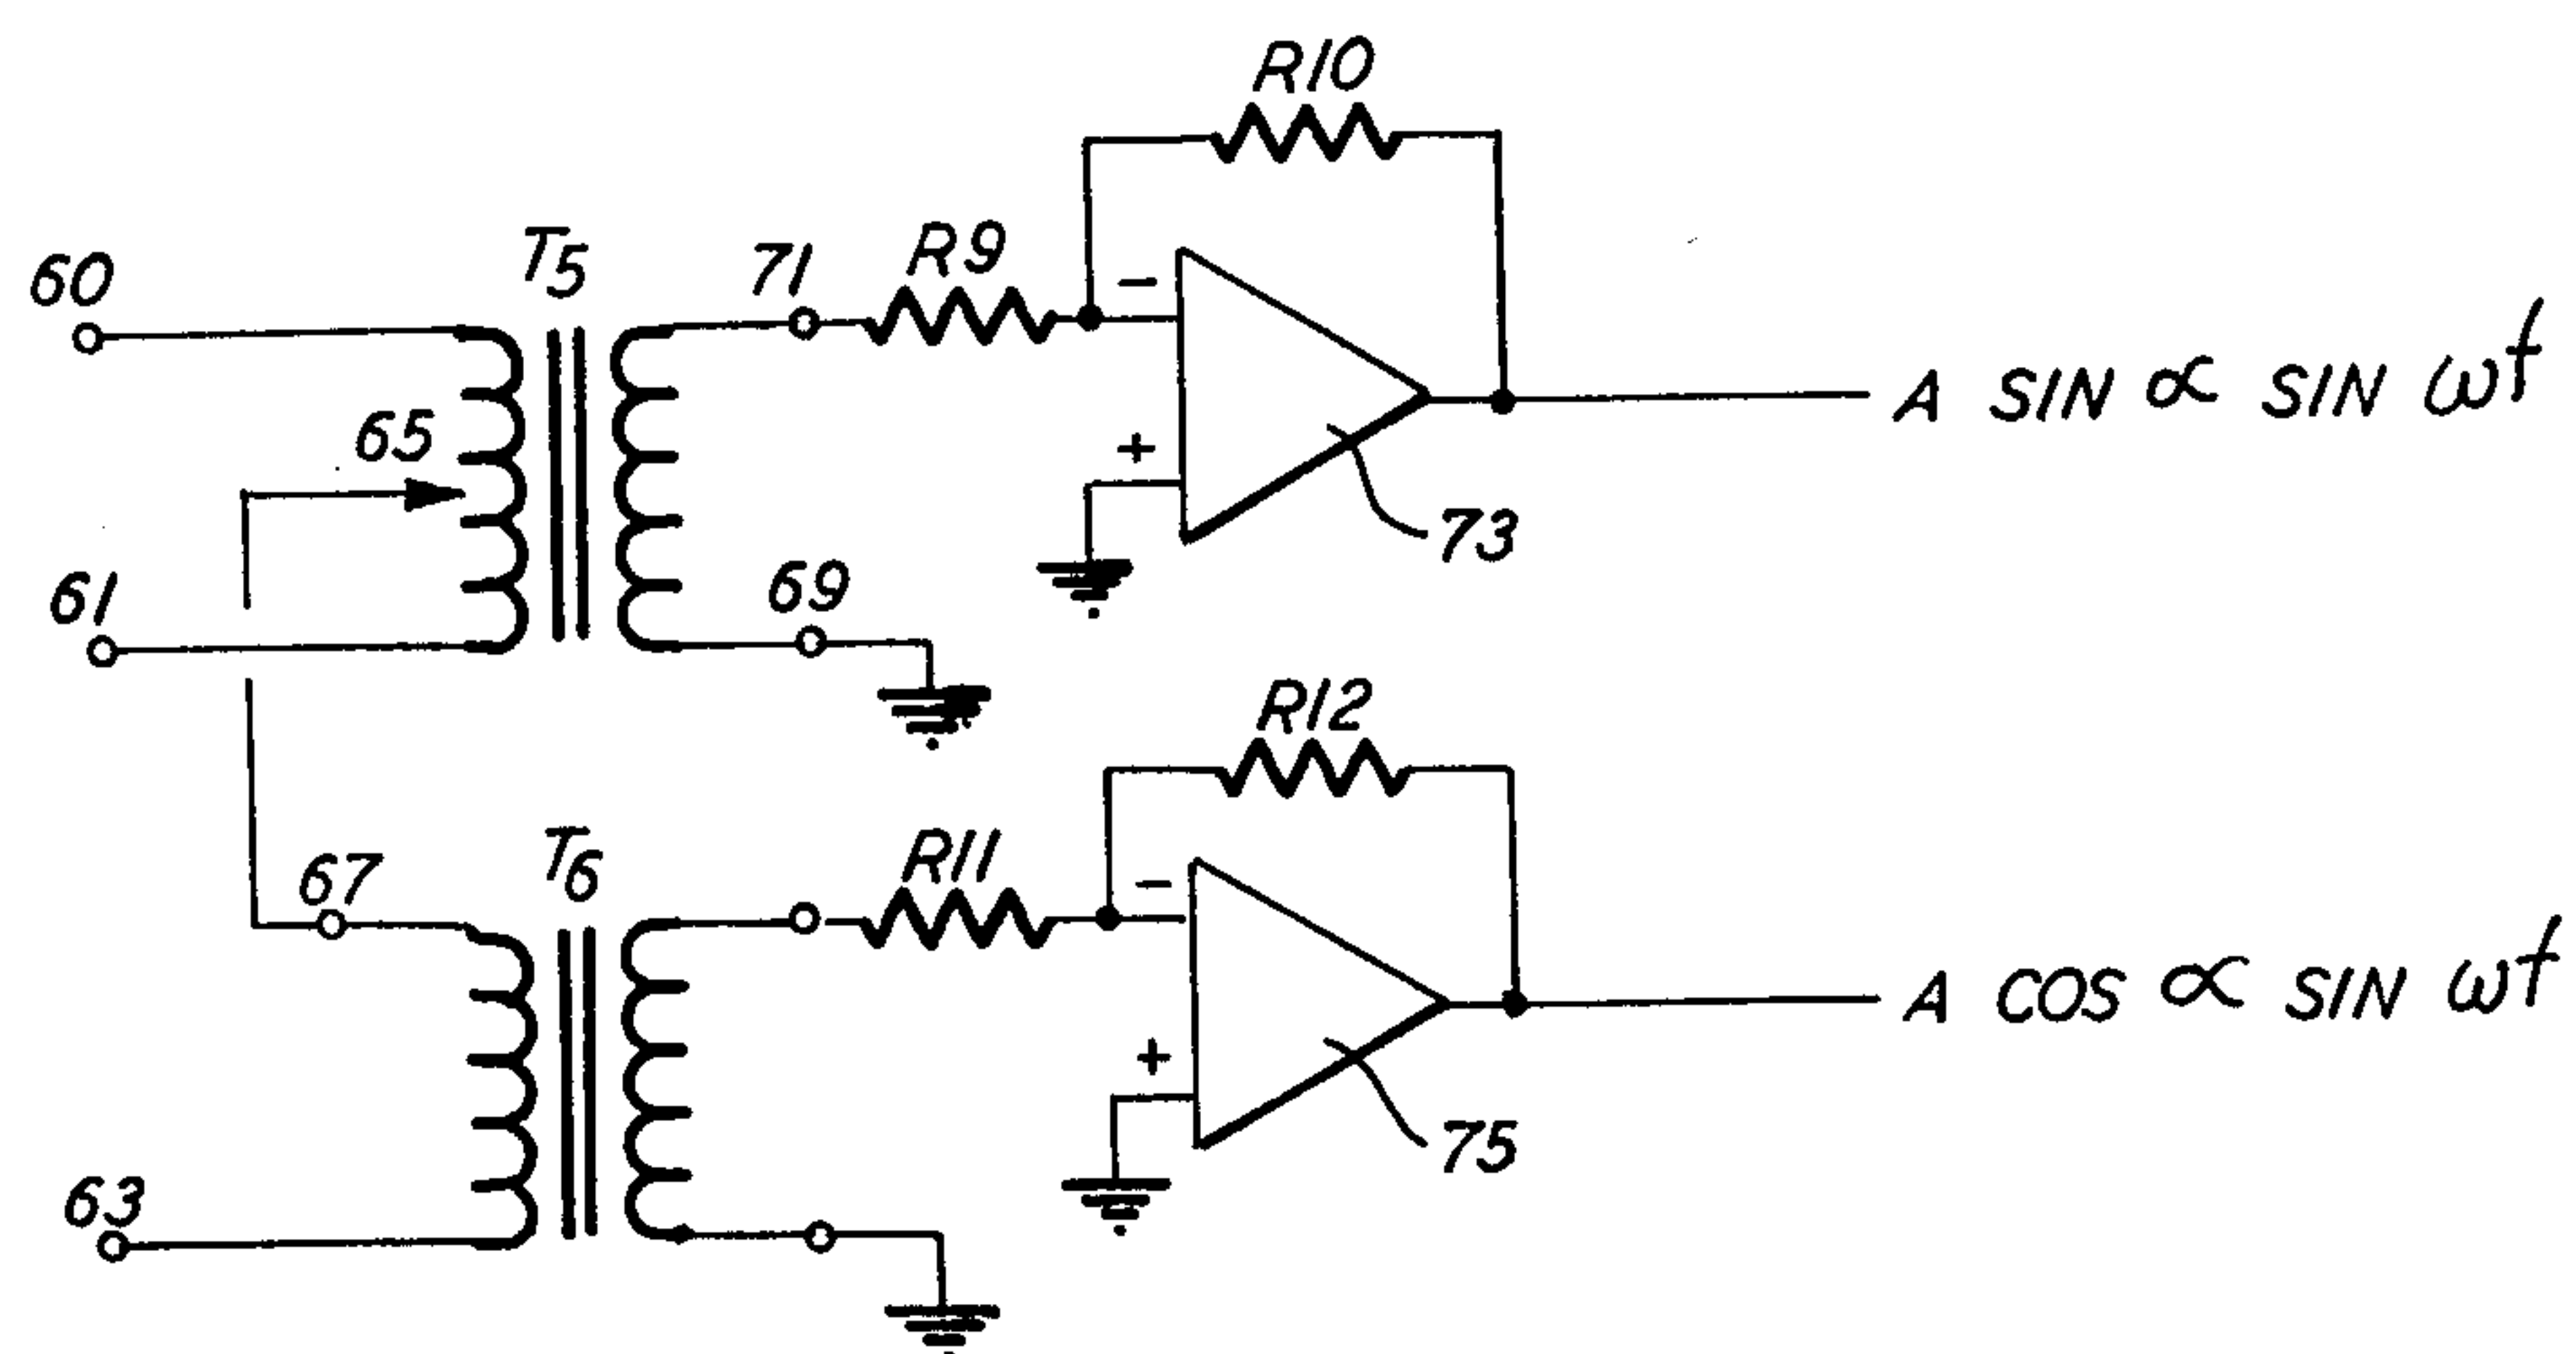 R10
60
T5
71
R9
−
65
A SIN ∝ SIN ωt
+
73
61
69
R12
67
T6
R11
−
A COS ∝ SIN ωt
+
75
63